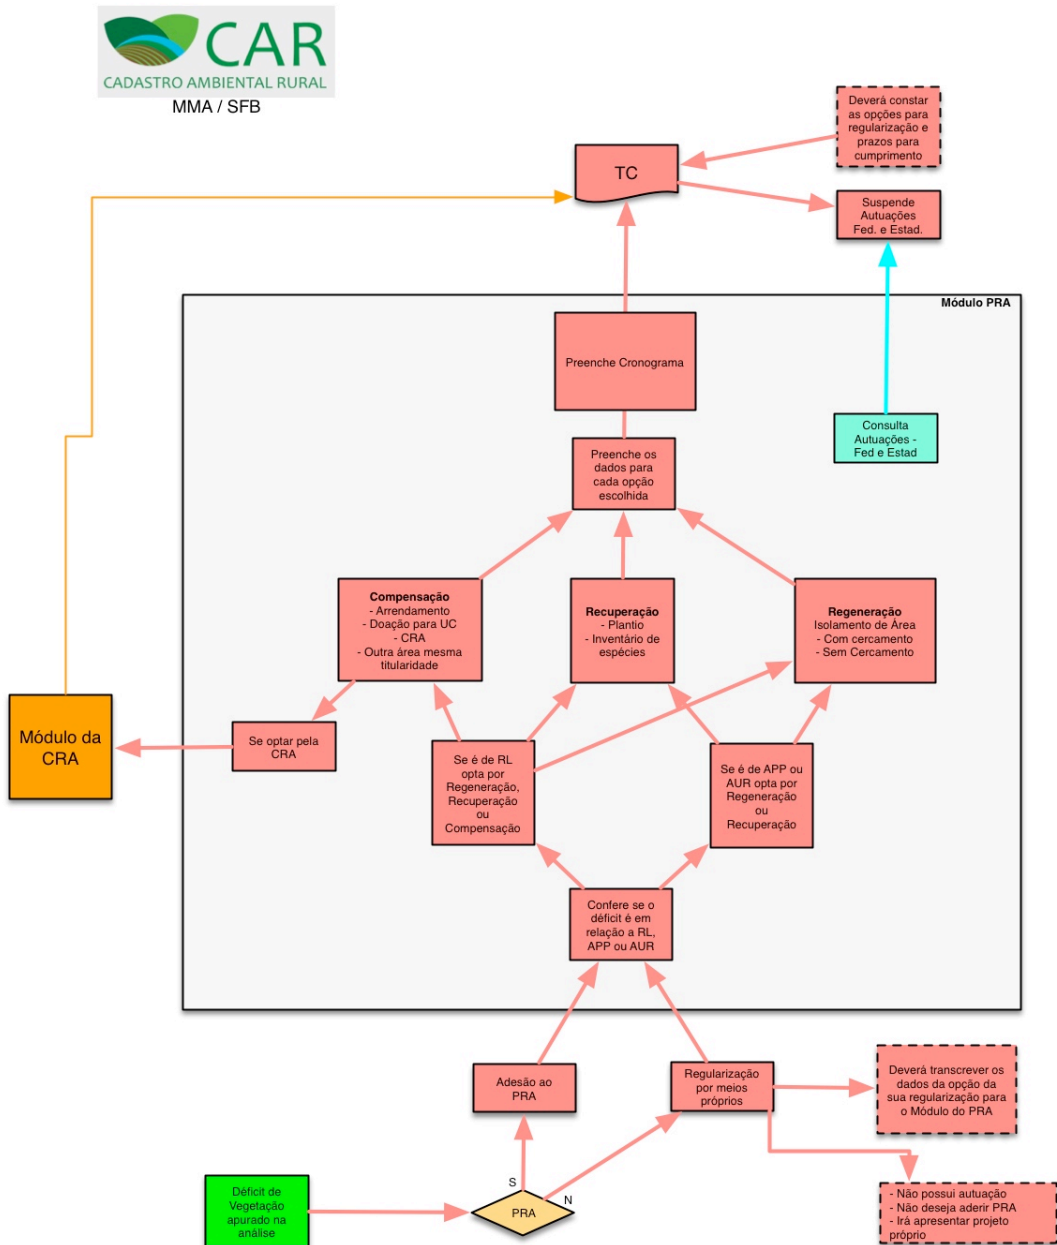 CAR
CADASTRO AMBIENTAL RURAL
MMA / SFB
Deverá constar
as opções para
regularização e
prazos para
cumprimento
TC
Suspende
Autuações
Fed. e Estad.
Módulo PRA
Preenche Cronograma
Consulta
Autuações -
Fed e Estad
Preenche os
dados para
cada opção
escolhida
Compensação
- Arrendamento
- Doação para UC
- CRA
- Outra área mesma
titularidade
Recuperação
- Plantio
- Inventário de
espécies
Regeneração
Isolamento de Área
- Com cercamento
- Sem Cercamento
Módulo da
CRA
Se optar pela
CRA
Se é de RL
opta por
Regeneração,
Recuperação
ou
Compensação
Se é de APP ou
AUR opta por
Regeneração
ou
Recuperação
Confere se o
déficit é em
relação a RL,
APP ou AUR
Adesão ao
PRA
Regularização
por meios
próprios
Deverá transcrever os
dados da opção da
sua regularização para
o Módulo do PRA
S
N
Déficit de
Vegetação
apurado na
análise
PRA
- Não possui autuação
- Não deseja aderir PRA
- Irá apresentar projeto
próprio